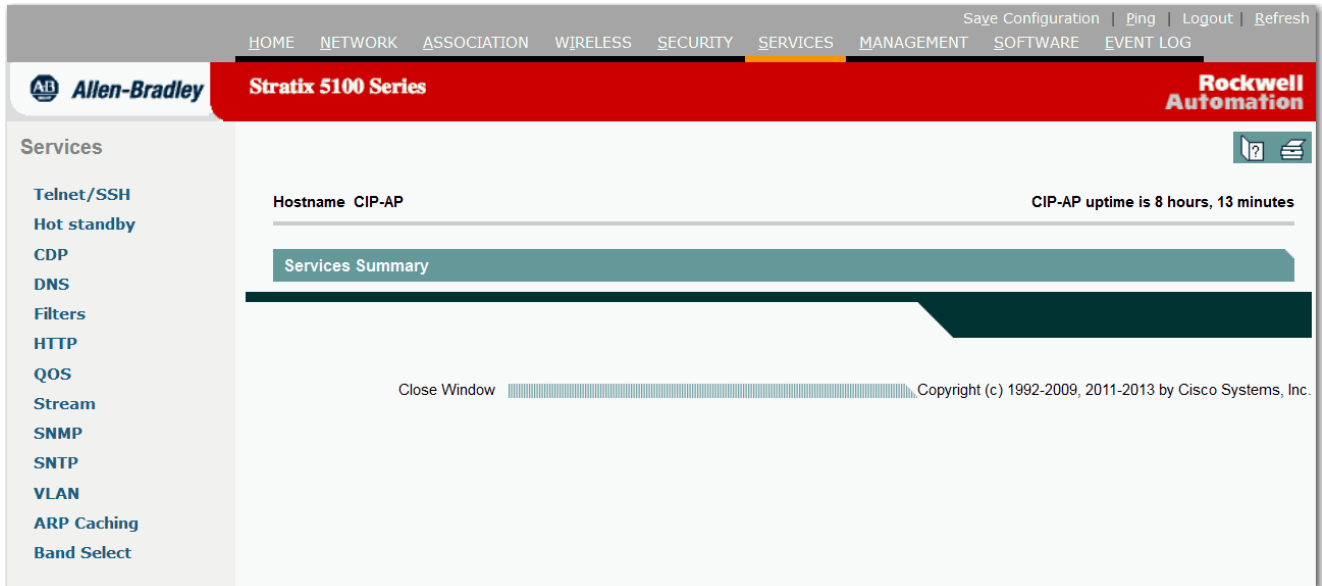 Save Configuration | Ping | Logout | Refresh
HOME NETWORK ASSOCIATION WIRELESS SECURITY SERVICES MANAGEMENT SOFTWARE EVENT LOG
AB Allen-Bradley
Stratix 5100 Series
Rockwell
Automation
Services
?
Telnet/SSH
Hot standby
CDP
DNS
Filters
HTTP
QOS
Stream
SNMP
SNTP
VLAN
ARP Caching
Band Select
Hostname CIP-AP
CIP-AP uptime is 8 hours, 13 minutes
Services Summary
Close Window
Copyright (c) 1992-2009, 2011-2013 by Cisco Systems, Inc.